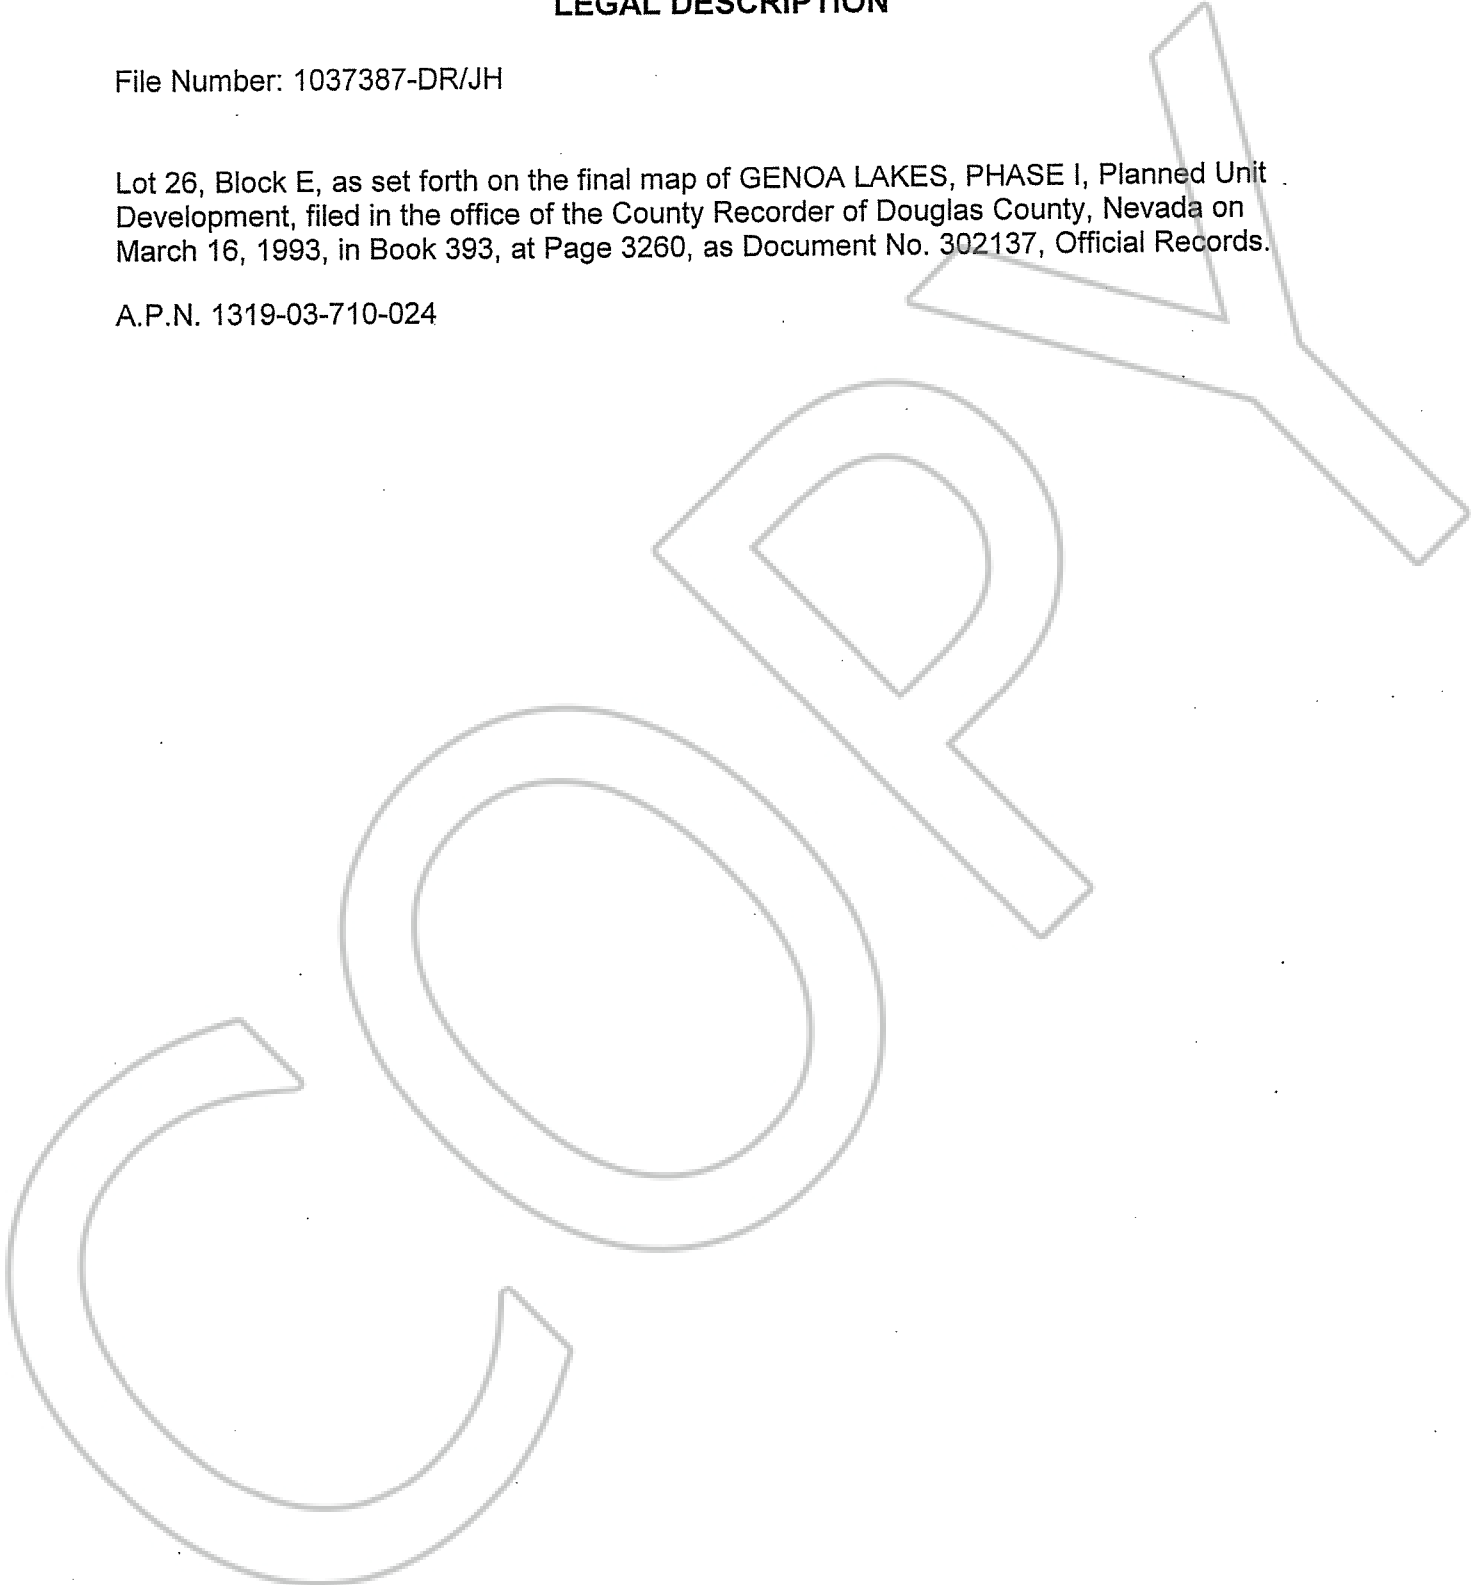 LEGAL DESCRIPTION
File Number: 1037387-DR/JH
Lot 26, Block E, as set forth on the final map of GENOA LAKES, PHASE I, Planned Unit
Development, filed in the office of the County Recorder of Douglas County, Nevada on
March 16, 1993, in Book 393, at Page 3260, as Document No. 302137, Official Records.
A.P.N. 1319-03-710-024
COPY